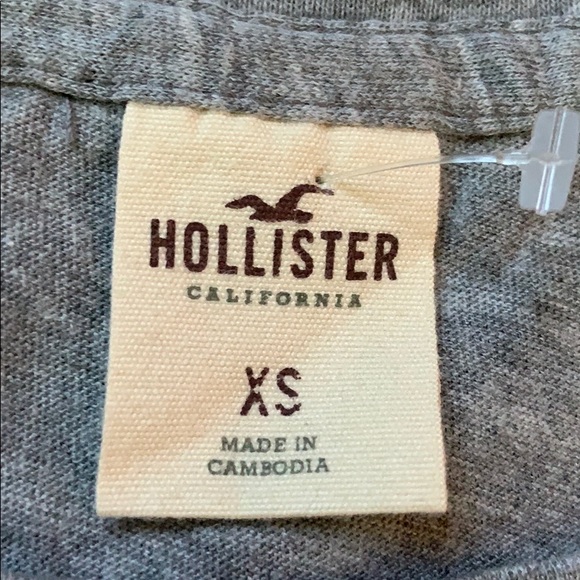 HOLLISTER
CALIFORNIA
XS
MADE IN
CAMBODIA